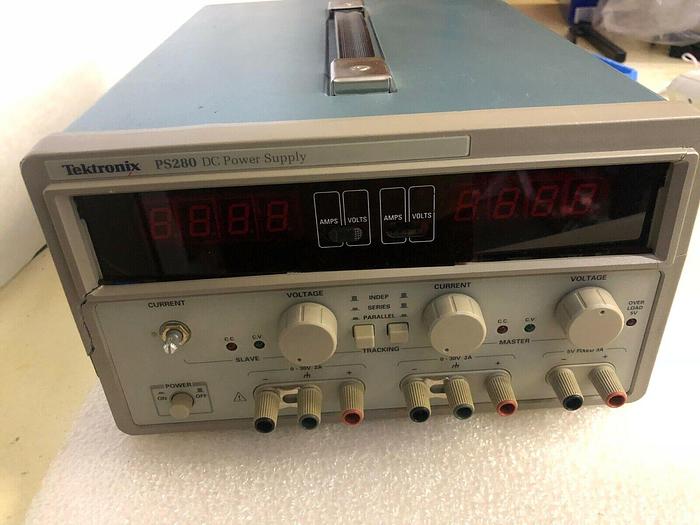 Tektronix PS280 DC Power Supply
AMPS VOLTS AMPS VOLTS
CURRENT VOLTAGE CURRENT VOLTAGE
INDEP
SERIES
PARALLEL
C.C. C.V. C.C. C.V. OVER LOAD 5V
SLAVE TRACKING MASTER
0 - 30V 2A 0 - 30V 2A 5V FIXED 3A
- + - + - +
POWER
ON OFF